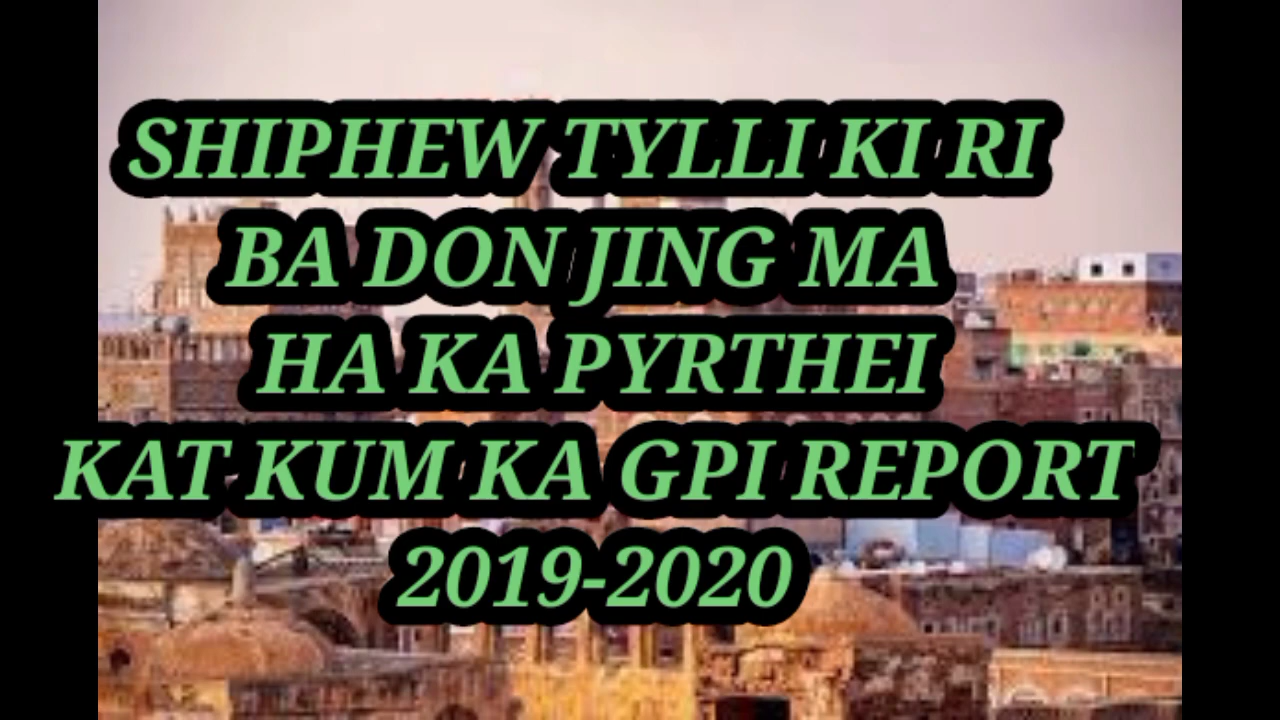 SHIPHEW TYLLI KI RI
BA DON JING MA
HA KA PYRTHEI
KAT KUM KA GPI REPORT
2019-2020